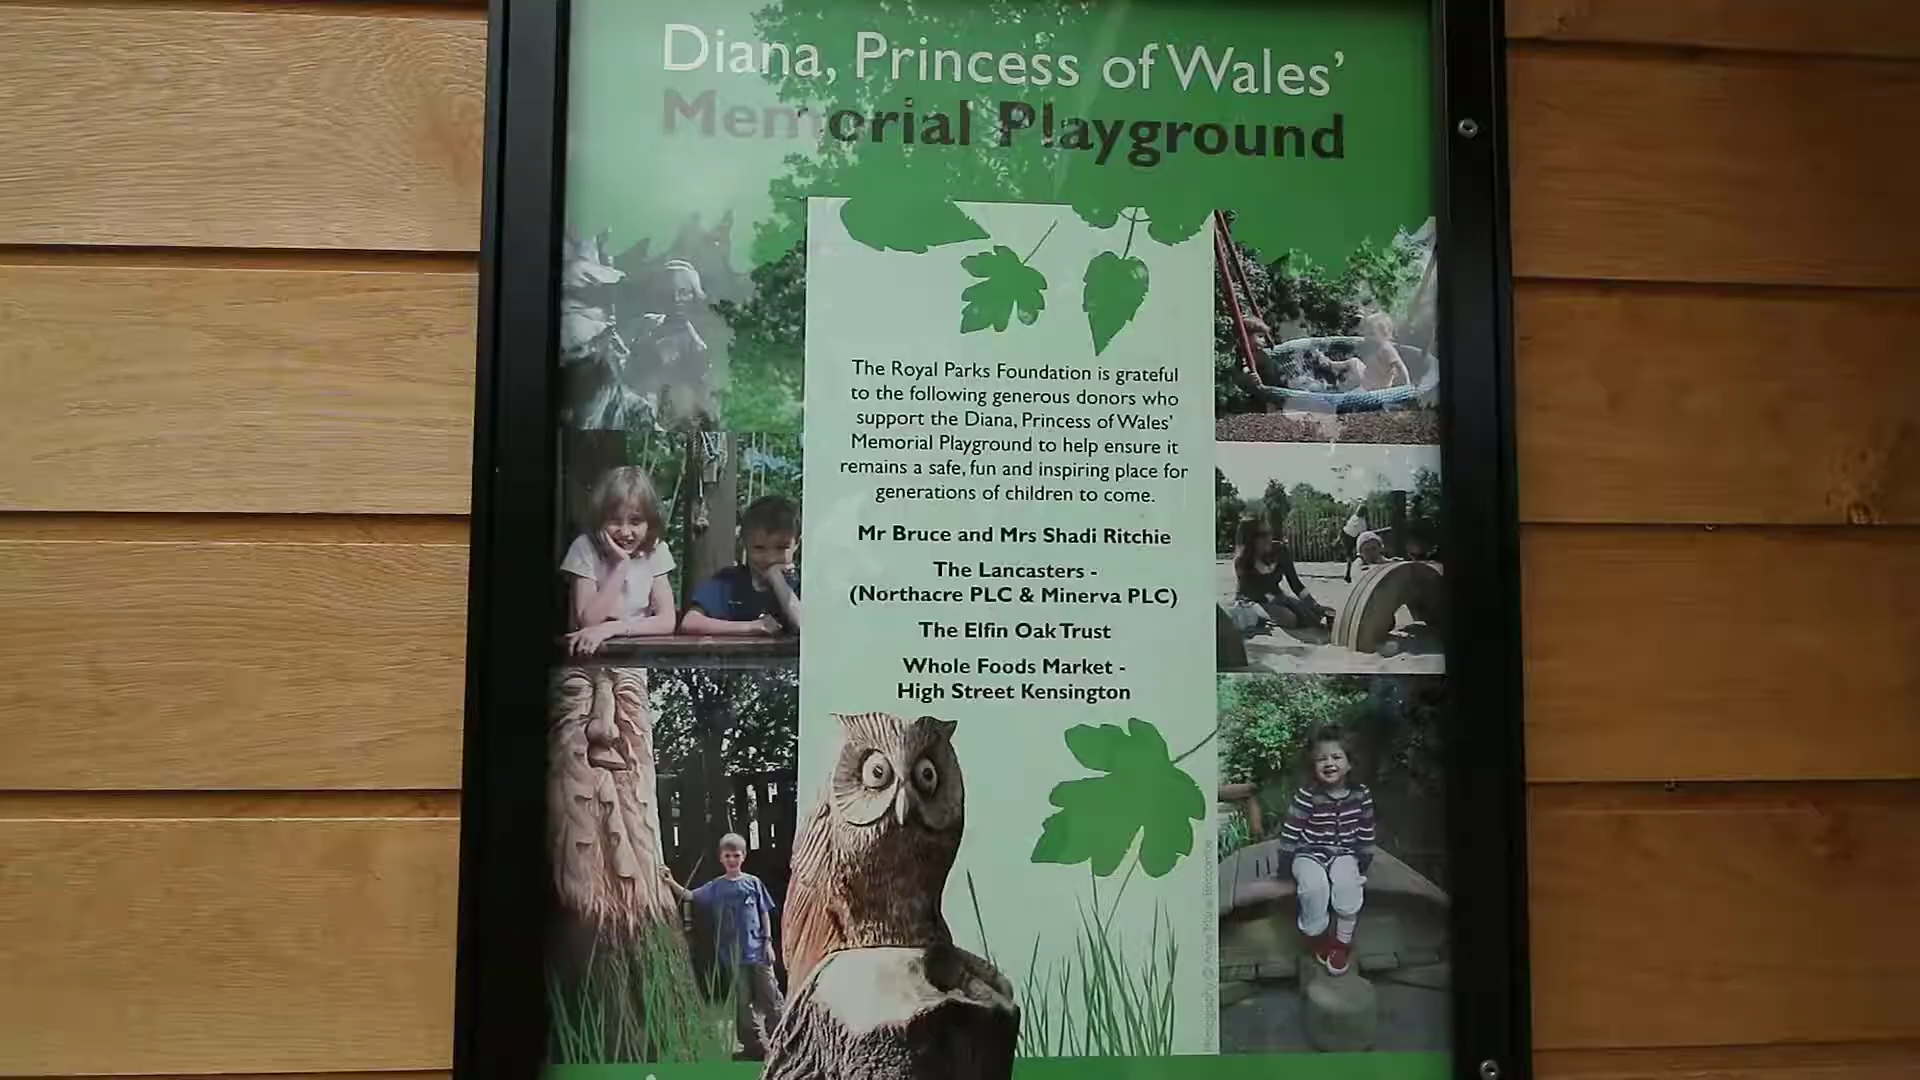 Diana, Princess of Wales'
Memorial Playground
The Royal Parks Foundation is grateful
to the following generous donors who
support the Diana, Princess of Wales'
Memorial Playground to help ensure it
remains a safe, fun and inspiring place for
generations of children to come.
Mr Bruce and Mrs Shadi Ritchie
The Lancasters -
(Northacre PLC & Minerva PLC)
The Elfin Oak Trust
Whole Foods Market -
High Street Kensington